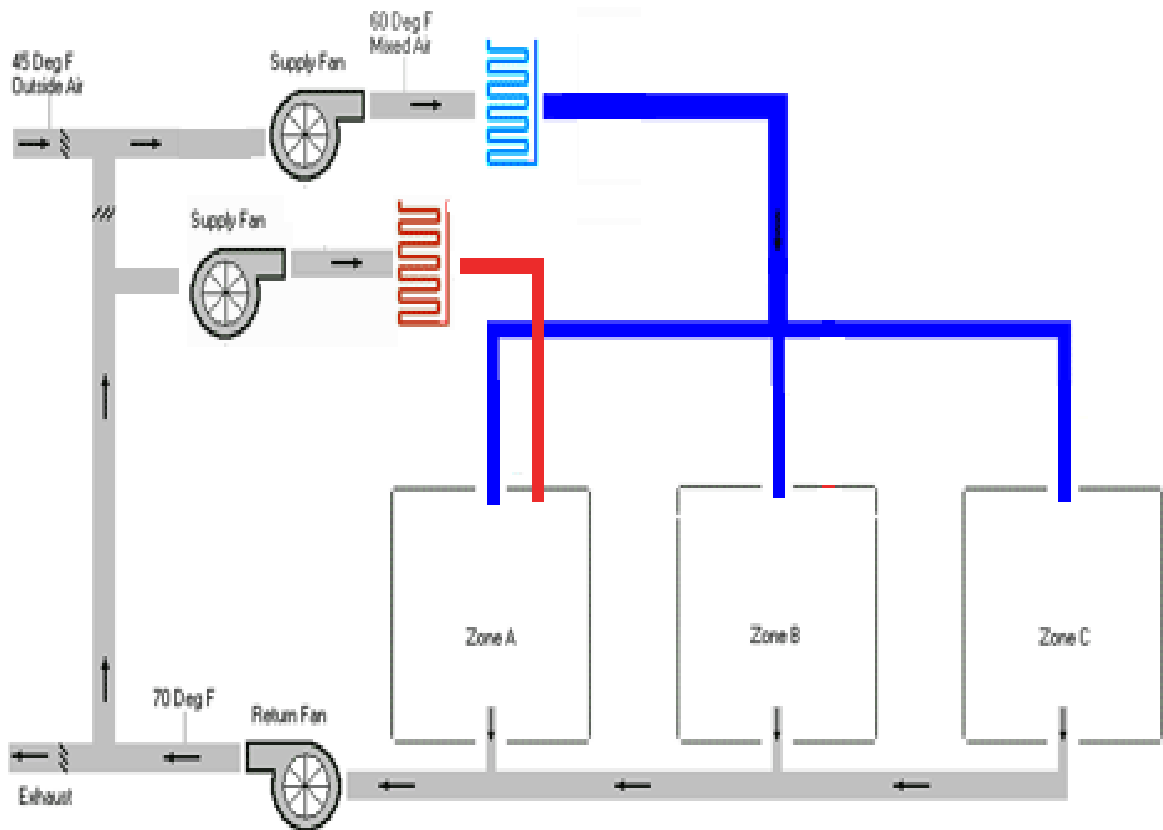 60 Deg F
Mixed Air
45 Deg F
Outside Air
Supply Fan
Supply Fan
Zone A
Zone B
Zone C
70 Deg F
Return Fan
Exhaust